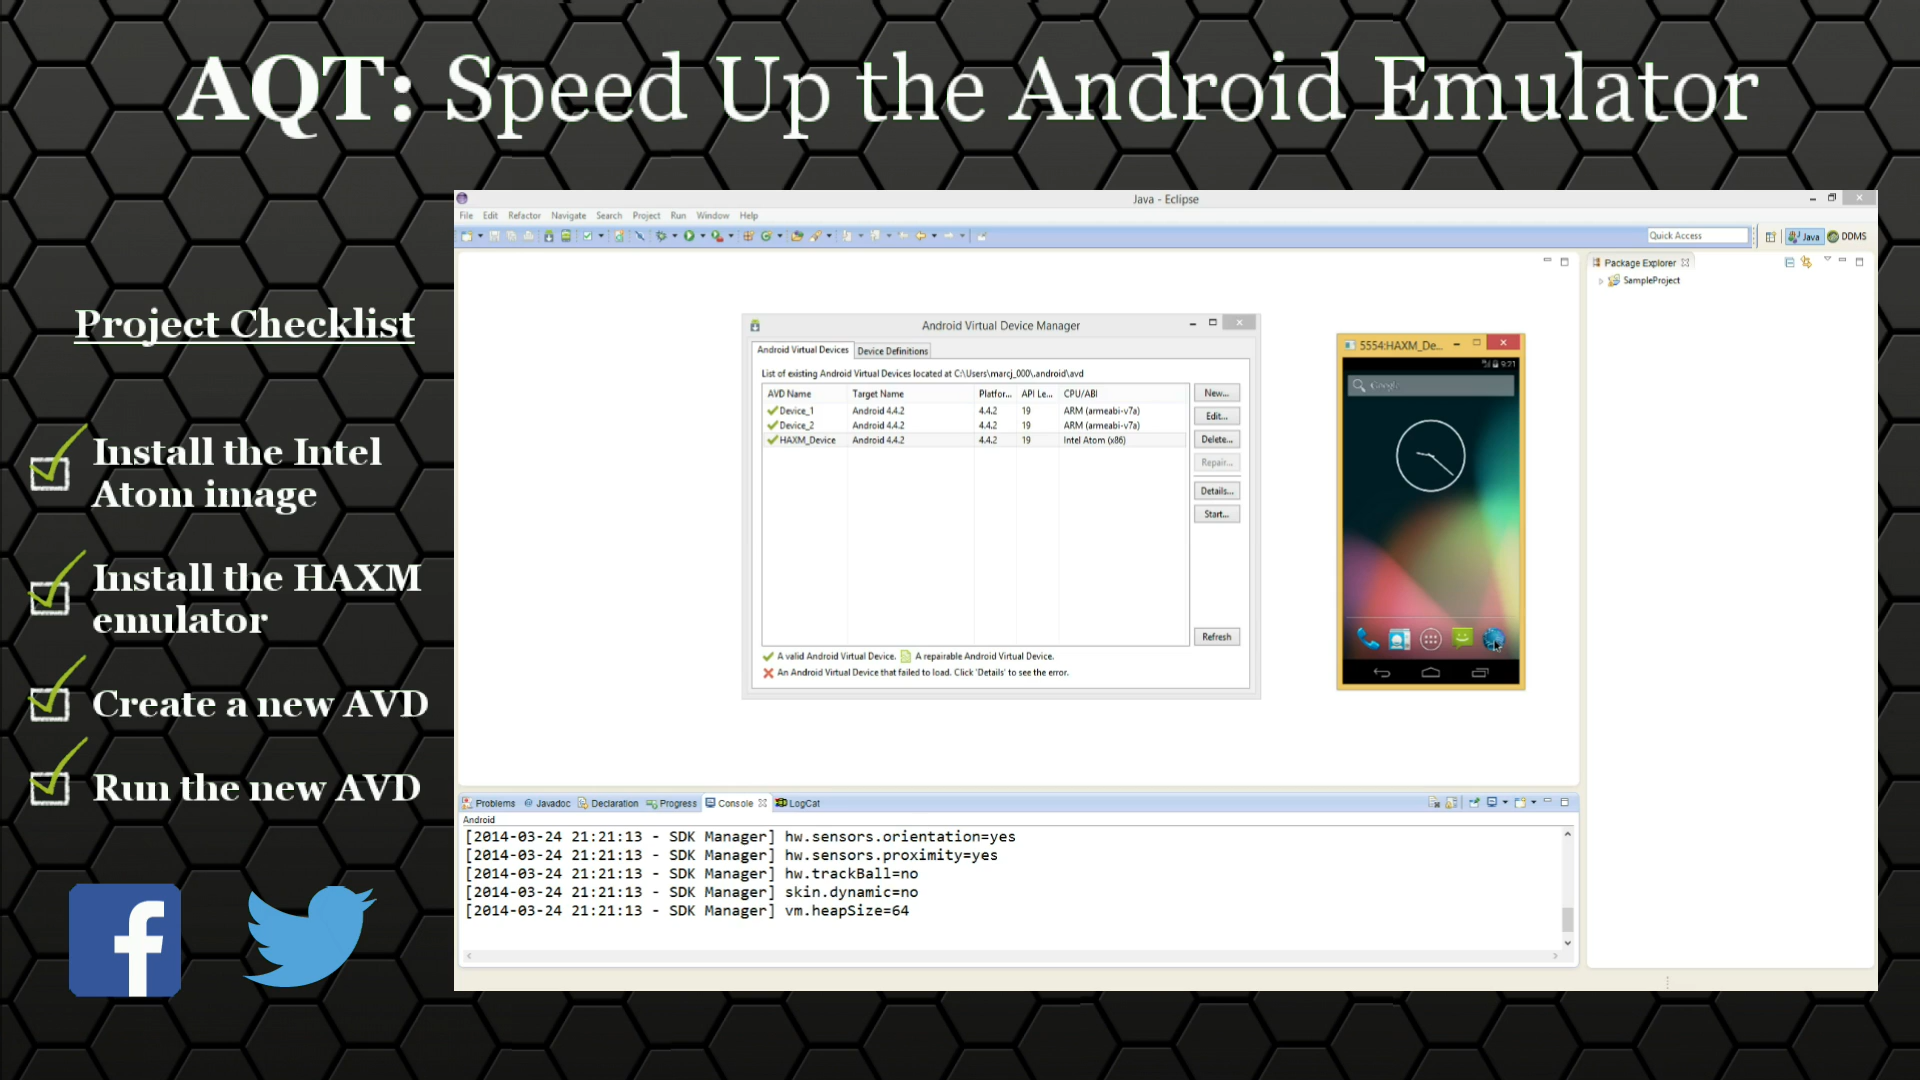 AQT: Speed Up the Android Emulator
Project Checklist
Install the Intel
Atom image
Install the HAXM
emulator
Create a new AVD
Run the new AVD
Java - Eclipse
File Edit Refactor Navigate Search Project Run Window Help
Quick Access
Java
DDMS
Package Explorer
SampleProject
Android Virtual Device Manager
Android Virtual Devices
Device Definitions
List of existing Android Virtual Devices located at C:\Users\marcj_000\.android\avd
AVD Name Target Name Platfor... API Le... CPU/ABI
Device_1 Android 4.4.2 4.4.2 19 ARM (armeabi-v7a)
Device_2 Android 4.4.2 4.4.2 19 ARM (armeabi-v7a)
HAXM_Device Android 4.4.2 4.4.2 19 Intel Atom (x86)
New...
Edit...
Delete...
Repair...
Details...
Start...
Refresh
A valid Android Virtual Device. A repairable Android Virtual Device.
An Android Virtual Device that failed to load. Click 'Details' to see the error.
5554:HAXM_De...
9:21
Google
Problems @ Javadoc Declaration Progress Console LogCat
Android
[2014-03-24 21:21:13 - SDK Manager] hw.sensors.orientation=yes
[2014-03-24 21:21:13 - SDK Manager] hw.sensors.proximity=yes
[2014-03-24 21:21:13 - SDK Manager] hw.trackBall=no
[2014-03-24 21:21:13 - SDK Manager] skin.dynamic=no
[2014-03-24 21:21:13 - SDK Manager] vm.heapSize=64